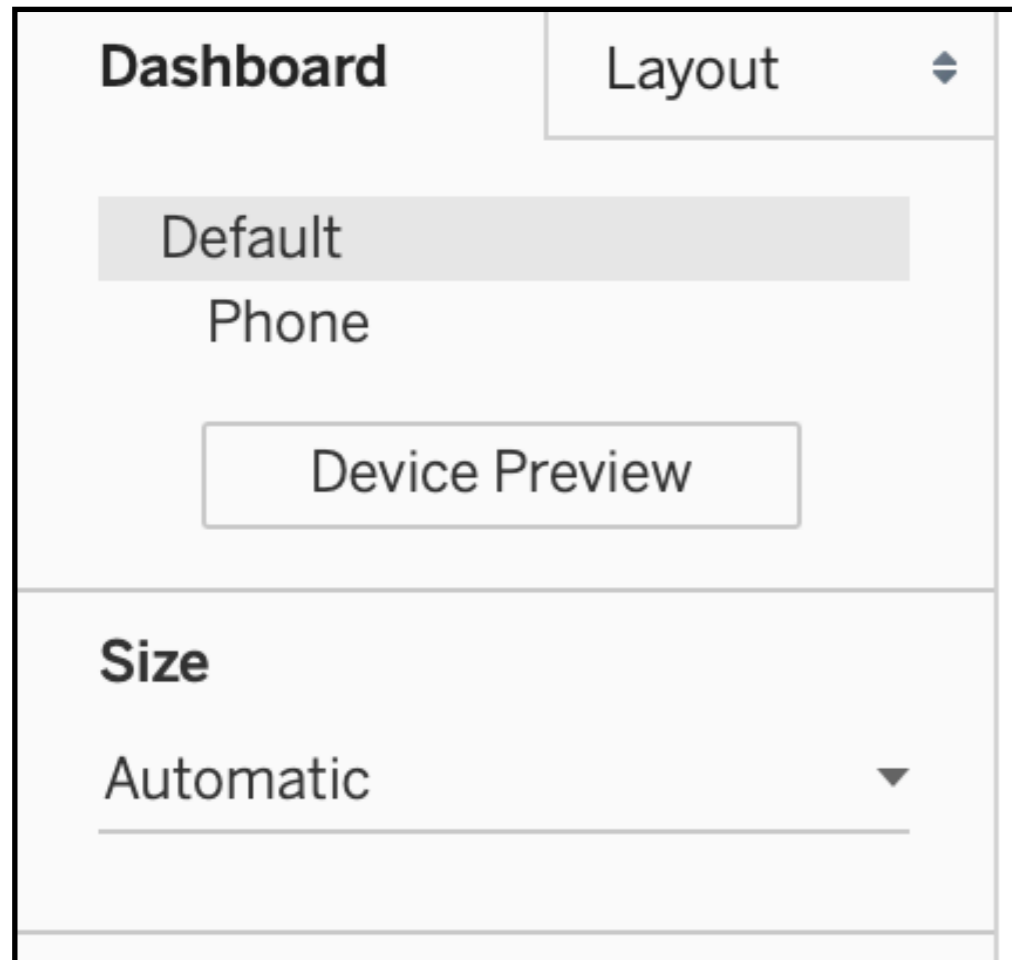 Dashboard Layout
Default
Phone
Device Preview
Size
Automatic